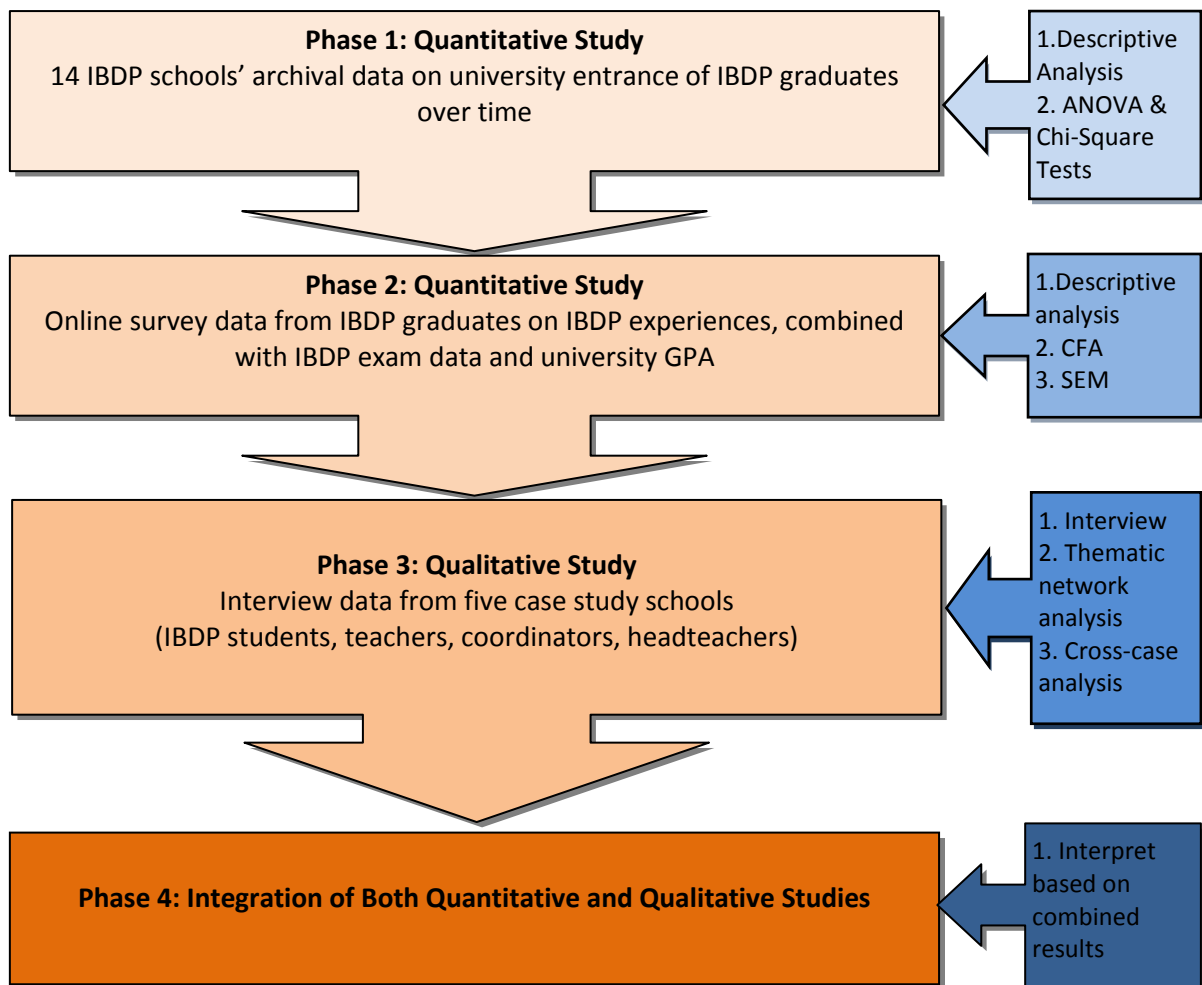 Phase 1: Quantitative Study
14 IBDP schools’ archival data on university entrance of IBDP graduates
over time
1.Descriptive
Analysis
2. ANOVA &
Chi-Square
Tests
Phase 2: Quantitative Study
Online survey data from IBDP graduates on IBDP experiences, combined
with IBDP exam data and university GPA
1.Descriptive
analysis
2. CFA
3. SEM
Phase 3: Qualitative Study
Interview data from five case study schools
(IBDP students, teachers, coordinators, headteachers)
1. Interview
2. Thematic
network
analysis
3. Cross-case
analysis
Phase 4: Integration of Both Quantitative and Qualitative Studies
1. Interpret
based on
combined
results